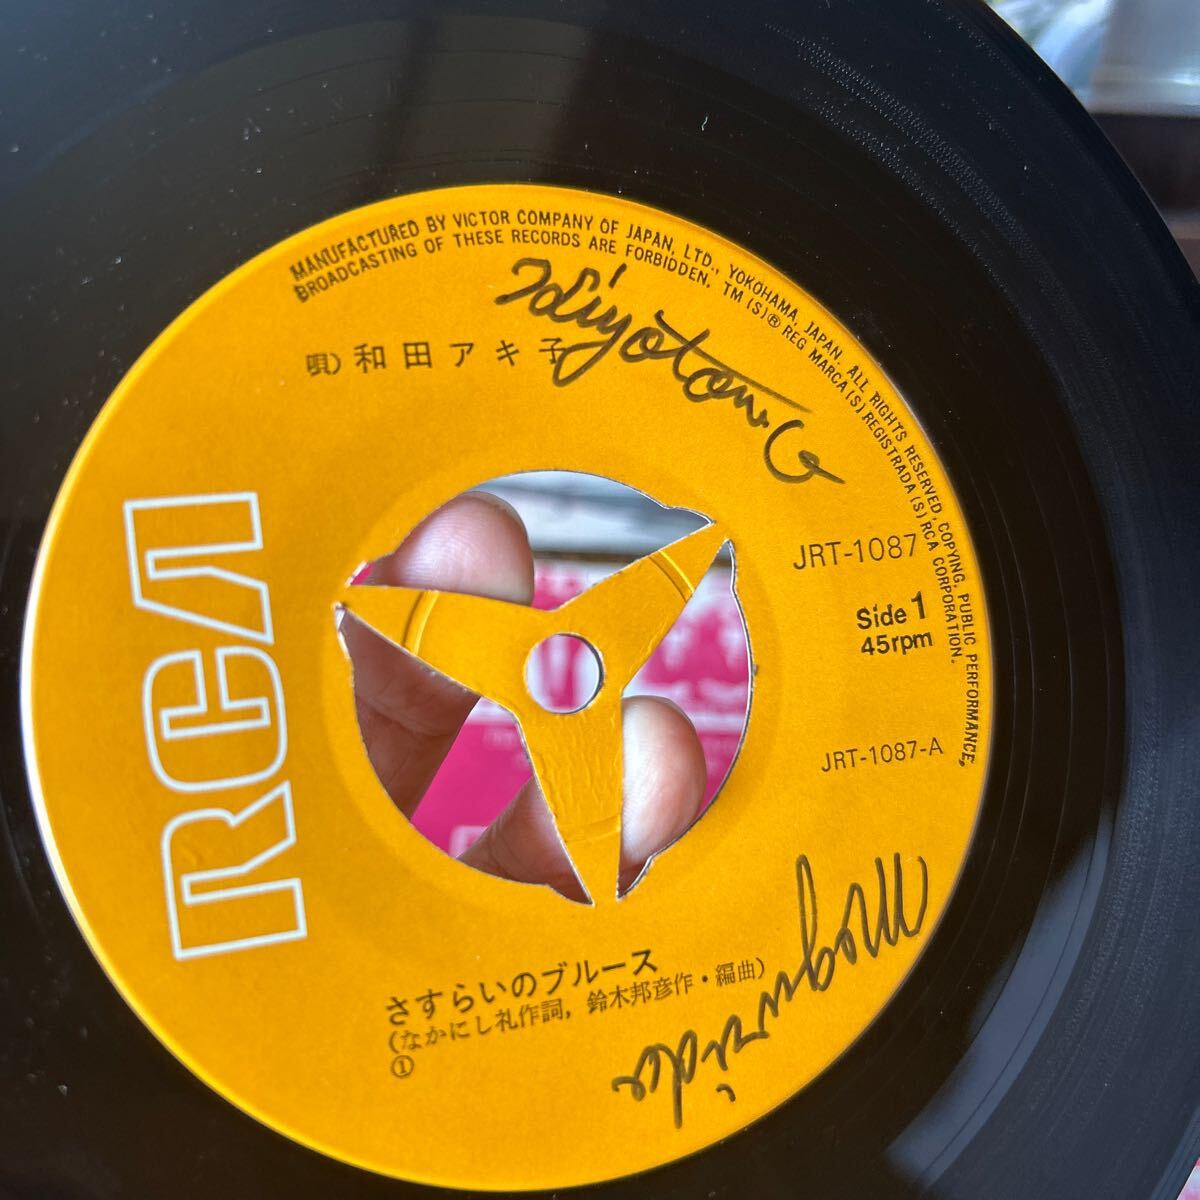 MANUFACTURED BY VICTOR COMPANY OF JAPAN, LTD., YOKOHAMA, JAPAN. ALL RIGHTS RESERVED, COPYING, PUBLIC PERFORMANCE,
BROADCASTING OF THESE RECORDS ARE FORBIDDEN. TM(S)® REG MARCA(S) REGISTRADA(S) RCA CORPORATION.
唄) 和田アキ子
RCA
JRT-1087
Side 1
45rpm
JRT-1087-A
さすらいのブルース
(なかにし礼作詞, 鈴木邦彦作・編曲)
①